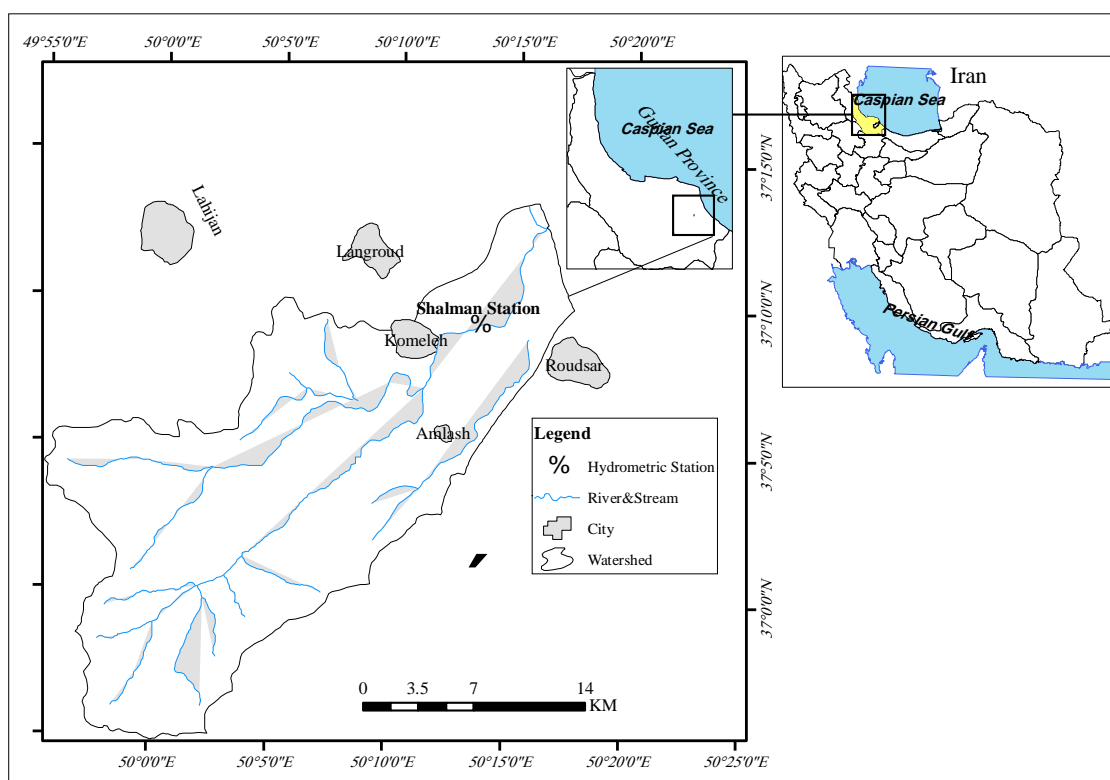 49°55'0"E 50°0'0"E 50°5'0"E 50°10'0"E 50°15'0"E 50°20'0"E
Iran
Caspian Sea
Caspian Sea
Guilan Province
37°15'0"N
Lahijan
Langroud
Shalman Station
%
Komeleh
37°10'0"N
Persian Gulf
Roudsar
Amlash
Legend
% Hydrometric Station
River&Stream
City
Watershed
37°5'0"N
37°0'0"N
0 3.5 7 14
KM
50°0'0"E 50°5'0"E 50°10'0"E 50°15'0"E 50°20'0"E 50°25'0"E